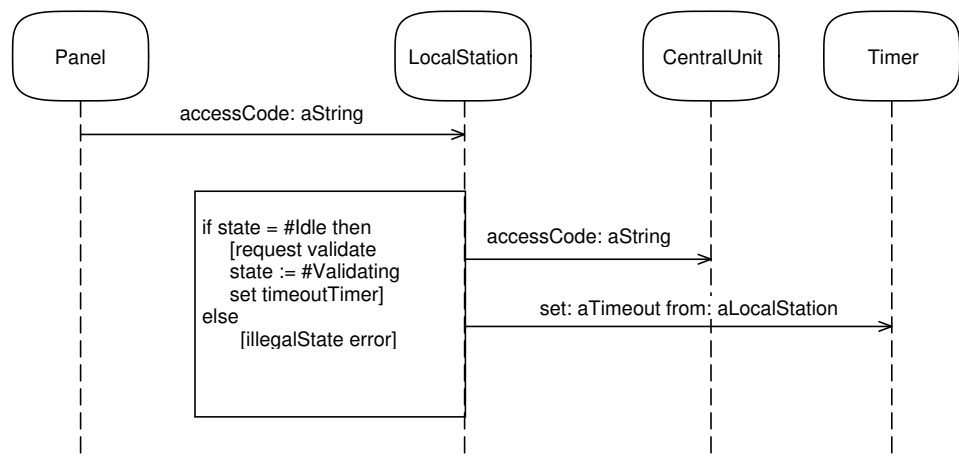 Panel
LocalStation
CentralUnit
Timer
accessCode: aString
if state = #Idle then
[request validate
state := #Validating
set timeoutTimer]
else
[illegalState error]
accessCode: aString
set: aTimeout from: aLocalStation